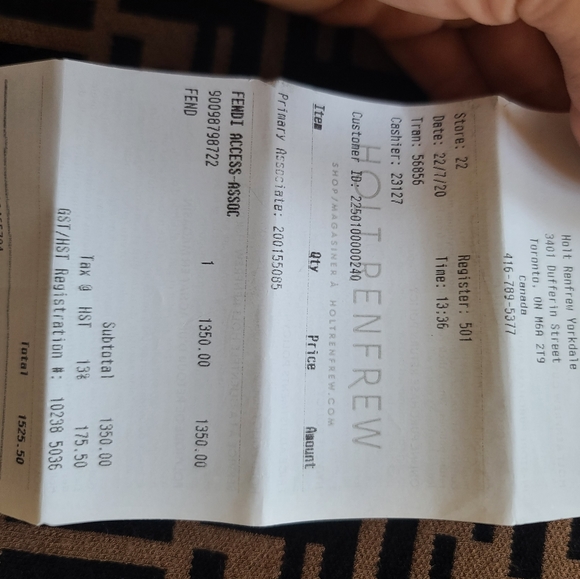 Holt Renfrew Yorkdale
3401 Dufferin Street
Toronto, ON M6A 2T9
Canada
416-789-5377
Store: 22 Register: 501
Date: 22/7/20 Time: 13:36
Tran: 56856
Cashier: 23127
HOLT RENFREW
Customer ID: 2250100000240
SHOP/MAGASINER À HOLTRENFREW.COM
Item Qty Price Amount
Primary Associate: 200155085
FENDI ACCESS-ASSOC
90098798722 1 1350.00 1350.00
FEND
Subtotal 1350.00
Tax @ HST 13% 175.50
GST/HST Registration #: 10238 5036
Total 1525.50